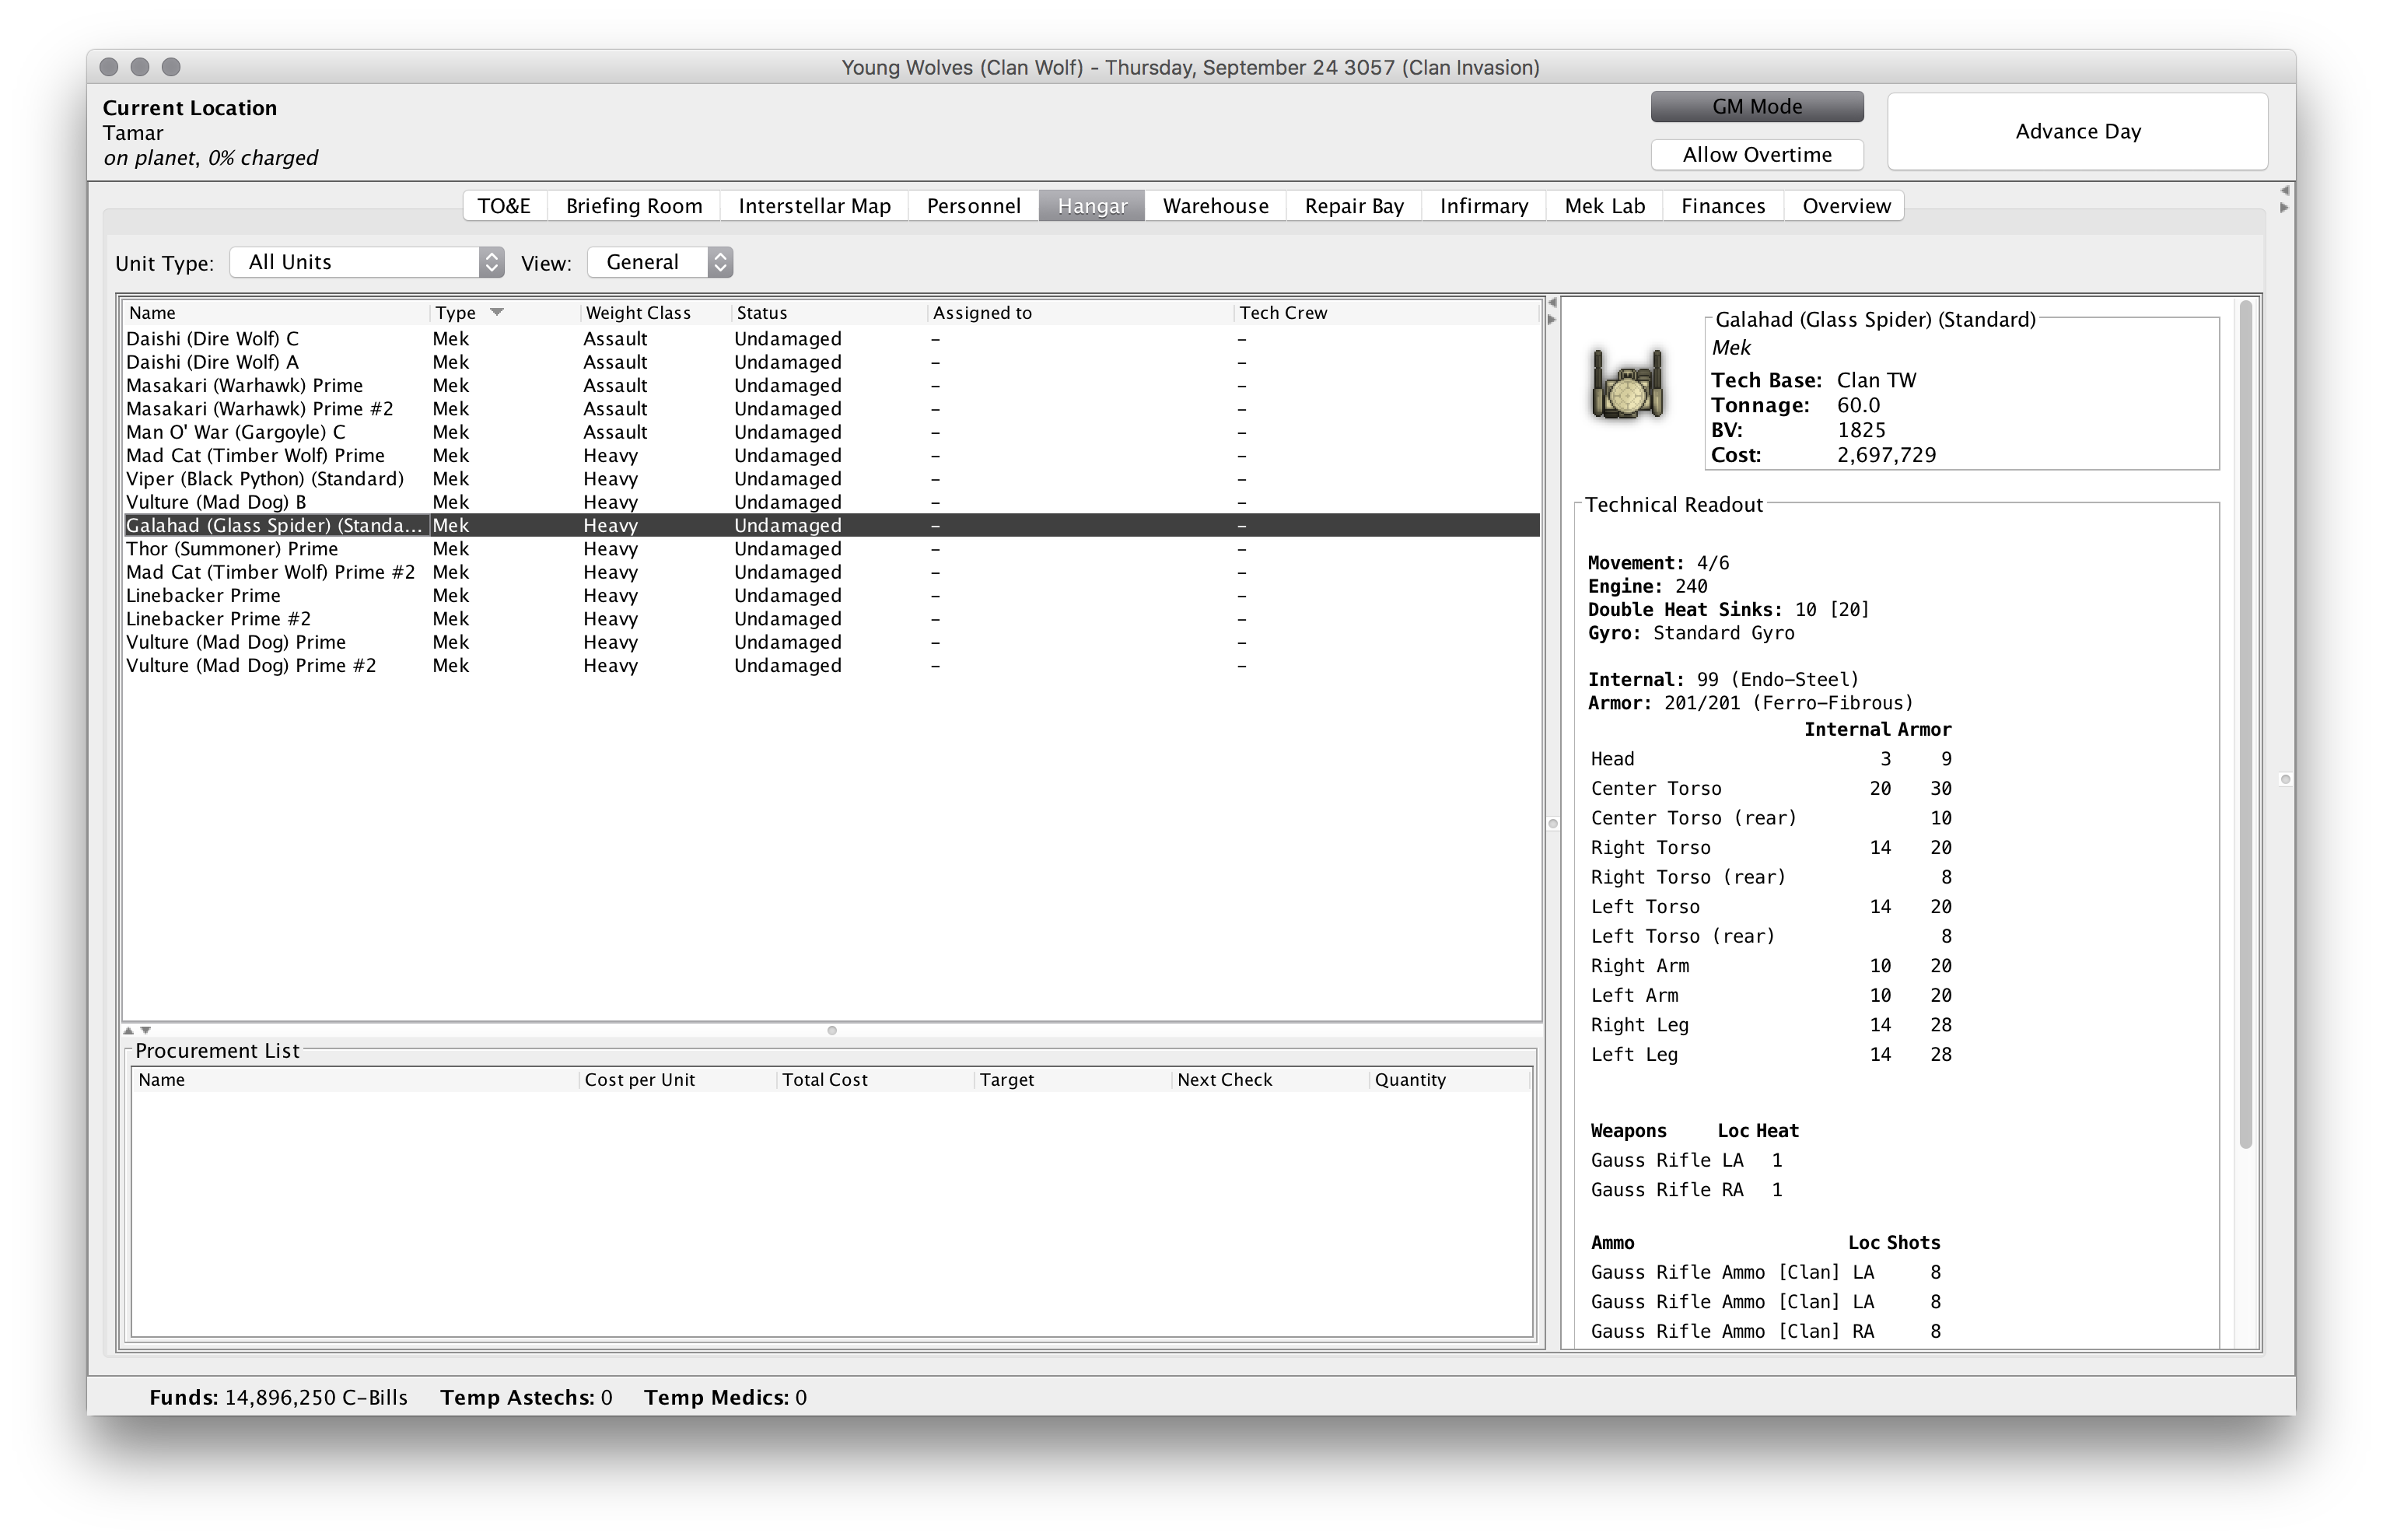 Young Wolves (Clan Wolf) - Thursday, September 24 3057 (Clan Invasion)
Current Location
Tamar
on planet, 0% charged
GM Mode
Allow Overtime
Advance Day
TO&E Briefing Room Interstellar Map Personnel Hangar Warehouse Repair Bay Infirmary Mek Lab Finances Overview
Unit Type: All Units View: General
Name Type Weight Class Status Assigned to Tech Crew
Daishi (Dire Wolf) C Mek Assault Undamaged - -
Daishi (Dire Wolf) A Mek Assault Undamaged - -
Masakari (Warhawk) Prime Mek Assault Undamaged - -
Masakari (Warhawk) Prime #2 Mek Assault Undamaged - -
Man O' War (Gargoyle) C Mek Assault Undamaged - -
Mad Cat (Timber Wolf) Prime Mek Heavy Undamaged - -
Viper (Black Python) (Standard) Mek Heavy Undamaged - -
Vulture (Mad Dog) B Mek Heavy Undamaged - -
Galahad (Glass Spider) (Standa... Mek Heavy Undamaged - -
Thor (Summoner) Prime Mek Heavy Undamaged - -
Mad Cat (Timber Wolf) Prime #2 Mek Heavy Undamaged - -
Linebacker Prime Mek Heavy Undamaged - -
Linebacker Prime #2 Mek Heavy Undamaged - -
Vulture (Mad Dog) Prime Mek Heavy Undamaged - -
Vulture (Mad Dog) Prime #2 Mek Heavy Undamaged - -
Procurement List
Name Cost per Unit Total Cost Target Next Check Quantity
Galahad (Glass Spider) (Standard)
Mek
Tech Base: Clan TW
Tonnage: 60.0
BV: 1825
Cost: 2,697,729
Technical Readout
Movement: 4/6
Engine: 240
Double Heat Sinks: 10 [20]
Gyro: Standard Gyro
Internal: 99 (Endo-Steel)
Armor: 201/201 (Ferro-Fibrous)
Internal Armor
Head 3 9
Center Torso 20 30
Center Torso (rear) 10
Right Torso 14 20
Right Torso (rear) 8
Left Torso 14 20
Left Torso (rear) 8
Right Arm 10 20
Left Arm 10 20
Right Leg 14 28
Left Leg 14 28
Weapons Loc Heat
Gauss Rifle LA 1
Gauss Rifle RA 1
Ammo Loc Shots
Gauss Rifle Ammo [Clan] LA 8
Gauss Rifle Ammo [Clan] LA 8
Gauss Rifle Ammo [Clan] RA 8
Funds: 14,896,250 C-Bills Temp Astechs: 0 Temp Medics: 0